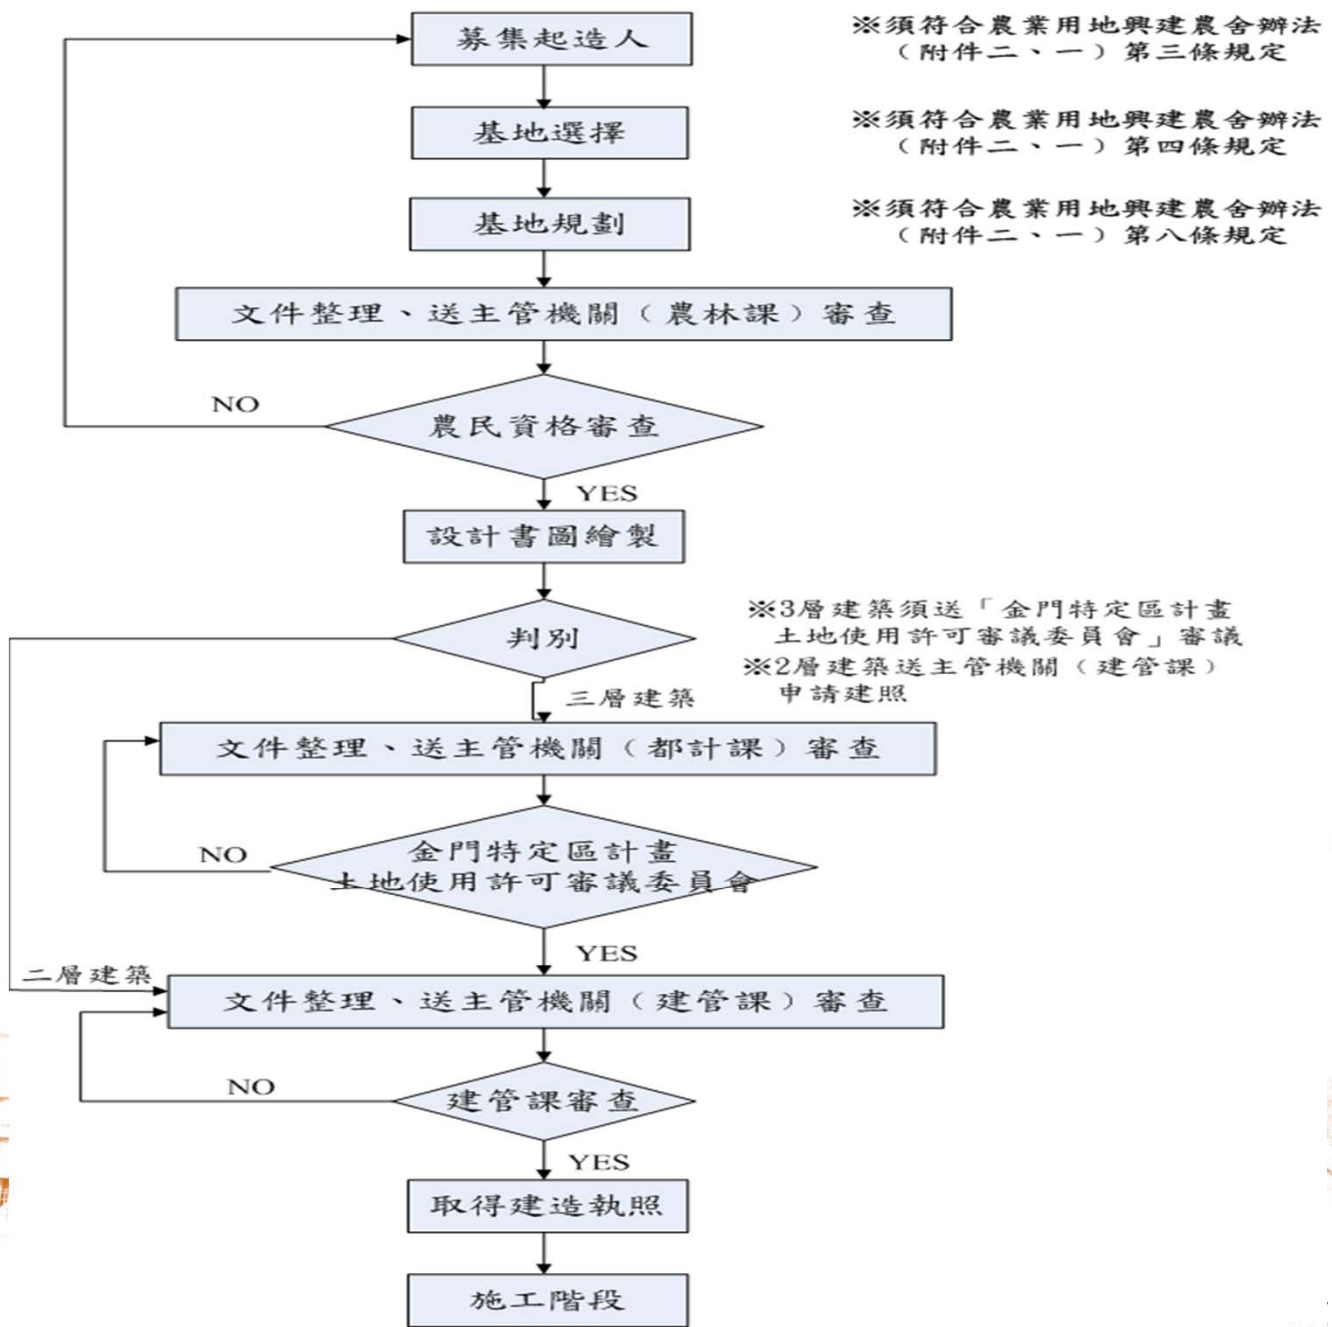 募集起造人
※須符合農業用地興建農舍辦法
（附件二、一）第三條規定
基地選擇
※須符合農業用地興建農舍辦法
（附件二、一）第四條規定
基地規劃
※須符合農業用地興建農舍辦法
（附件二、一）第八條規定
文件整理、送主管機關（農林課）審查
NO
農民資格審查
YES
設計書圖繪製
判別
※3層建築須送「金門特定區計畫
土地使用許可審議委員會」審議
※2層建築送主管機關（建管課）
申請建照
三層建築
文件整理、送主管機關（都計課）審查
NO
金門特定區計畫
土地使用許可審議委員會
YES
二層建築
文件整理、送主管機關（建管課）審查
NO
建管課審查
YES
取得建造執照
施工階段